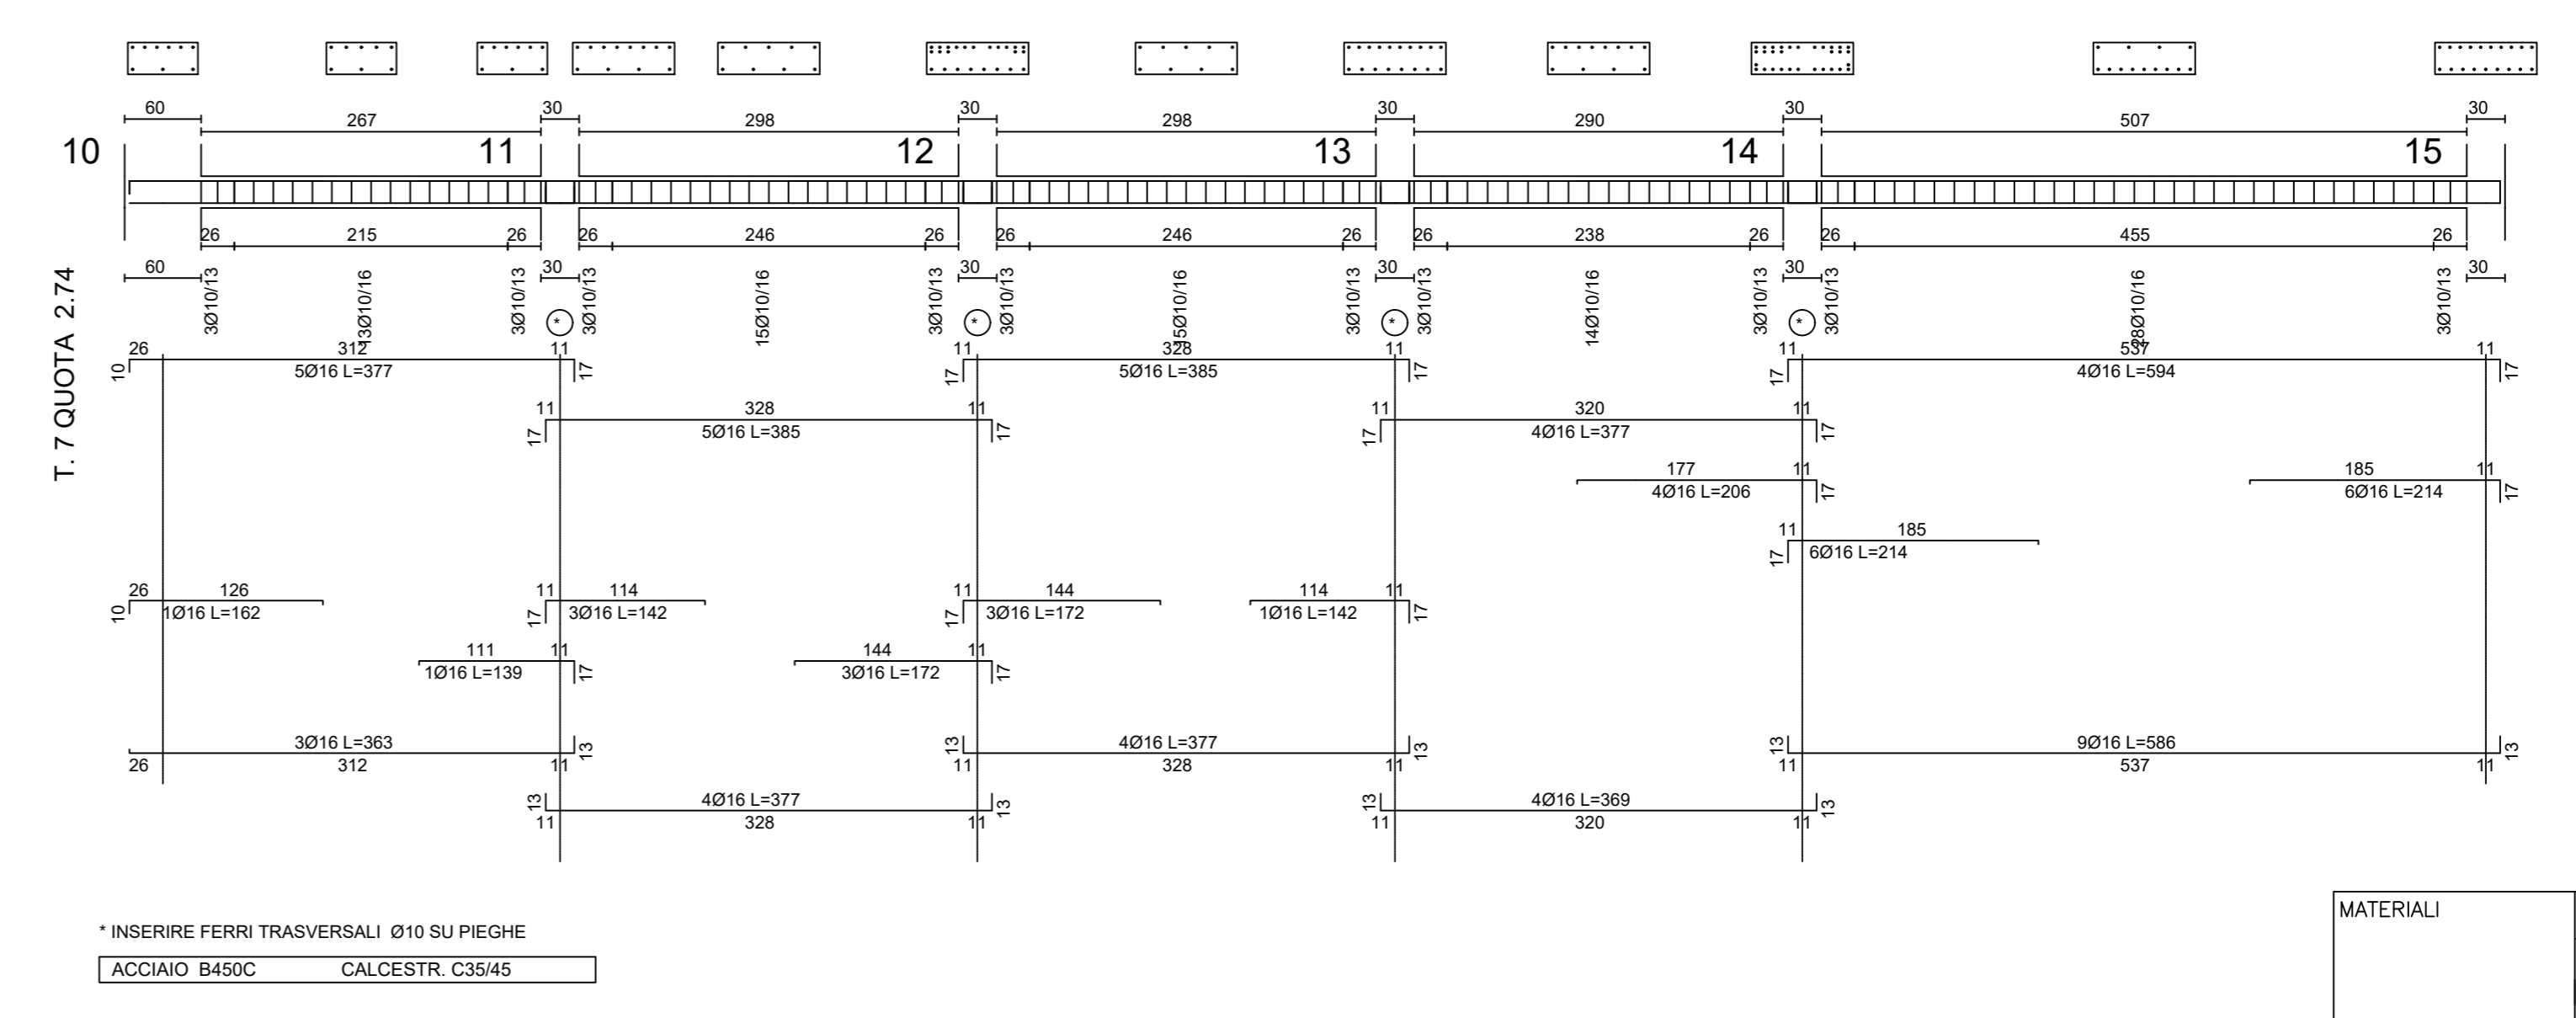 60 30 30 30 30 30
267 298 298 290 507
10 11 12 13 14 15
26 215 26 26 246 26 26 246 26 26 238 26 26 455 26
60 30 30 30 30 30
T. 7 QUOTA 2.74
3Ø10/13 13Ø10/16 3Ø10/13 * 3Ø10/13 15Ø10/16 3Ø10/13 * 3Ø10/13 15Ø10/16 3Ø10/13 * 3Ø10/13 14Ø10/16 3Ø10/13 * 3Ø10/13 28Ø10/16 3Ø10/13
26 312 11 11 328 11 11 537 11
10 5Ø16 L=377 17 17 5Ø16 L=385 17 17 4Ø16 L=594 17
11 328 11 11 320 11
17 5Ø16 L=385 17 17 4Ø16 L=377 17
177 11 185 11
4Ø16 L=206 17 6Ø16 L=214 17
11 185
17 6Ø16 L=214
26 126 11 114 11 144 114 11
10 1Ø16 L=162 17 3Ø16 L=142 17 3Ø16 L=172 1Ø16 L=142 17
111 11 144 11
1Ø16 L=139 17 3Ø16 L=172 17
3Ø16 L=363 13 13 4Ø16 L=377 13 13 9Ø16 L=586 13
26 312 11 11 328 11 11 537 11
13 4Ø16 L=377 13 13 4Ø16 L=369 13
11 328 11 11 320 11
MATERIALI
* INSERIRE FERRI TRASVERSALI Ø10 SU PIEGHE
ACCIAIO B450C CALCESTR. C35/45